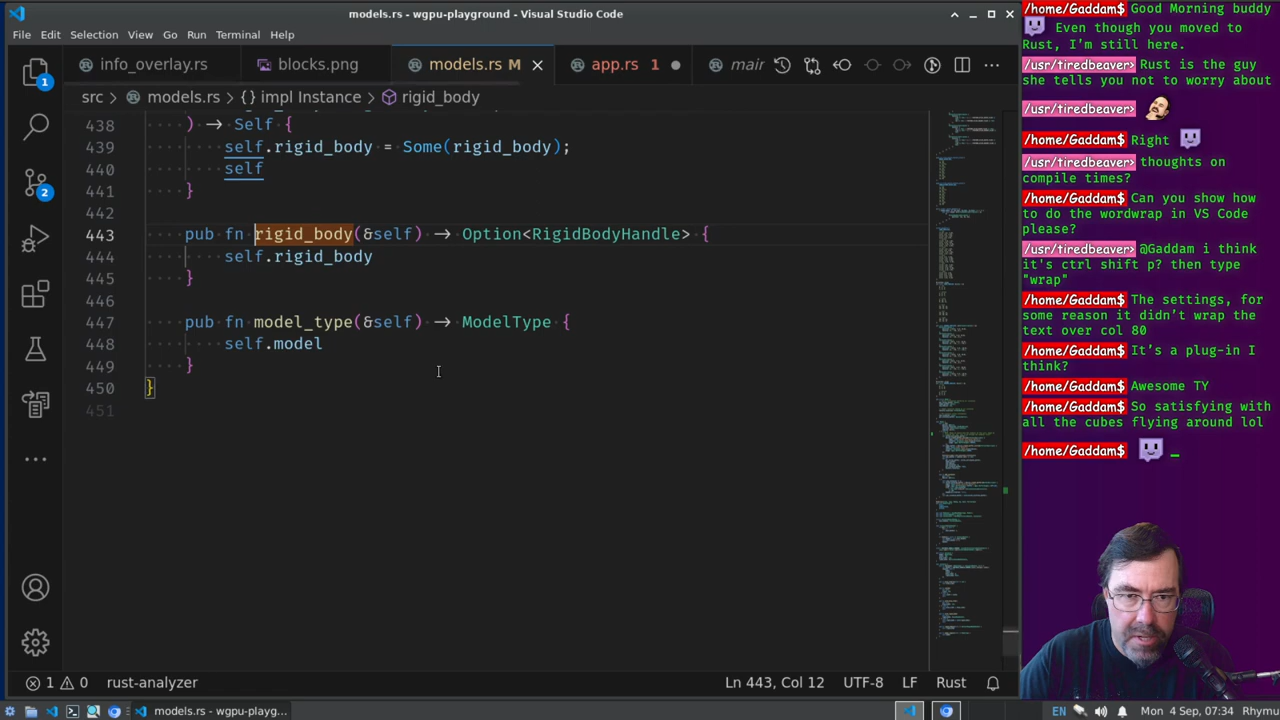 models.rs - wgpu-playground - Visual Studio Code
File Edit Selection View Go Run Terminal Help
info_overlay.rs blocks.png models.rs M app.rs 1 mair
src > models.rs > {} impl Instance > rigid_body
) -> Self {
self.rigid_body = Some(rigid_body);
self
441 }
442
443 pub fn rigid_body(&self) -> Option<RigidBodyHandle> {
444 self.rigid_body
445 }
446
447 pub fn model_type(&self) -> ModelType {
self.model
}
50 }
51
1
2
1 0 rust-analyzer Ln 443, Col 12 UTF-8 LF Rust
models.rs - wgpu-playg... EN Mon 4 Sep, 07:34 Rhymu
/home/Gaddam$ Good Morning buddy
Even though you moved to
Rust, I'm still here.
/usr/tiredbeaver> Rust is the guy
she tells you not to worry about
/usr/tiredbeaver>
/home/Gaddam$ Right
/usr/tiredbeaver> thoughts on
compile times?
/home/Gaddam$ Can you show how
to do the wordwrap in VS Code
please?
/usr/tiredbeaver> @Gaddam i think
it's ctrl shift p? then type
"wrap"
/home/Gaddam$ The settings, for
some reason it didn't wrap the
text over col 80
/home/Gaddam$ It's a plug-in I
think?
/home/Gaddam$ Awesome TY
/home/Gaddam$ So satisfying with
all the cubes flying around lol
/home/Gaddam$ _